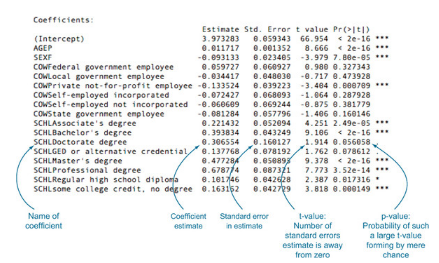 Coefficients:
Estimate Std. Error t value Pr(>|t|)
(Intercept) 3.973283 0.059343 66.954 < 2e-16 ***
AGEP 0.011717 0.001352 8.666 < 2e-16 ***
SEXF -0.093133 0.023405 -3.979 7.80e-05 ***
COWFederal government employee 0.059727 0.060927 0.980 0.327343
COWLocal government employee -0.034417 0.048030 -0.717 0.473928
COWPrivate not-for-profit employee -0.133524 0.039223 -3.404 0.000709 ***
COWSelf-employed incorporated -0.072427 0.068093 -1.064 0.287928
COWSelf-employed not incorporated -0.060609 0.069244 -0.875 0.381779
COWState government employee -0.081284 0.057796 -1.406 0.160146
SCHLAssociate's degree 0.221432 0.052094 4.251 2.49e-05 ***
SCHLBachelor's degree 0.393834 0.043249 9.106 < 2e-16 ***
SCHLDoctorate degree 0.306554 0.160127 1.914 0.056058 .
SCHLGED or alternative credential 0.137768 0.078192 1.762 0.078612 .
SCHLMaster's degree 0.477284 0.050895 9.378 < 2e-16 ***
SCHLProfessional degree 0.678774 0.087321 7.773 3.52e-14 ***
SCHLRegular high school diploma 0.101746 0.042628 2.387 0.017316 *
SCHLsome college credit, no degree 0.163162 0.042729 3.818 0.000149 ***
Name of coefficient
Coefficient estimate
Standard error in estimate
t-value: Number of standard errors estimate is away from zero
p-value: Probability of such a large t-value forming by mere chance